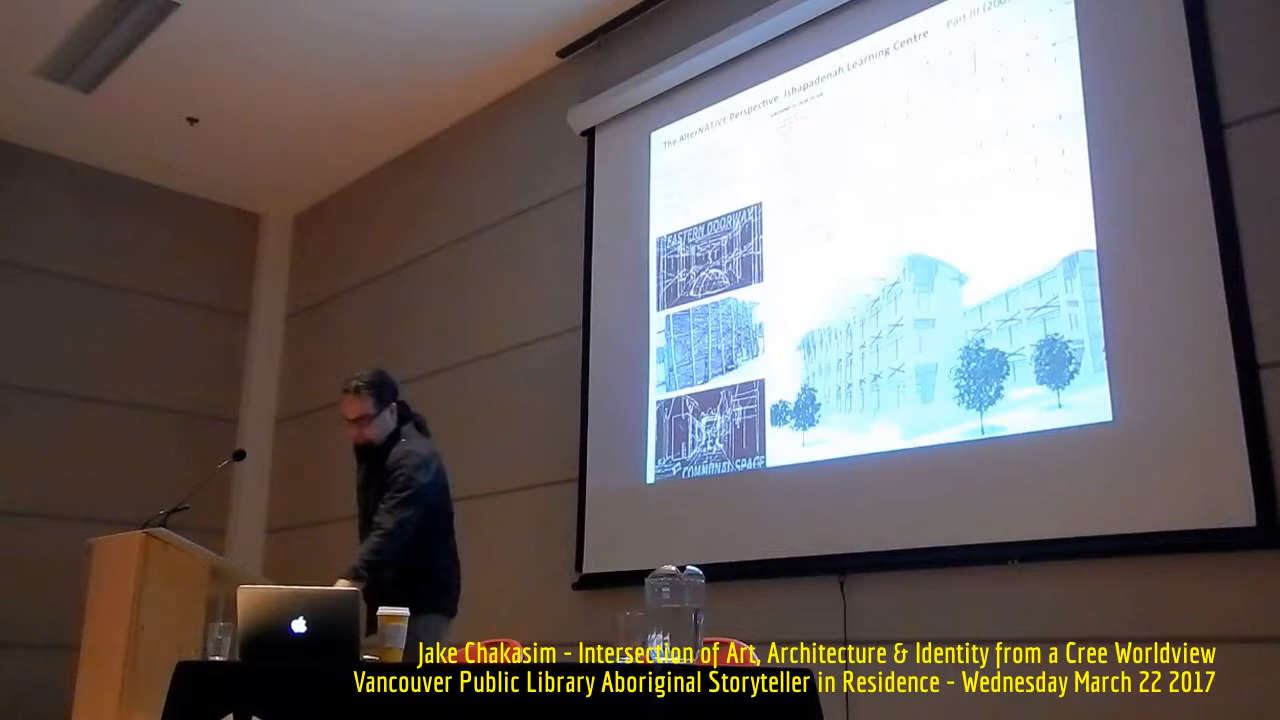 The AlterNATIVE Perspective: Ishapadenah Learning Centre Part III
EASTERN DOORWAY
COMMUNAL SPACE
Jake Chakasim - Intersection of Art, Architecture & Identity from a Cree Worldview
Vancouver Public Library Aboriginal Storyteller in Residence - Wednesday March 22 2017